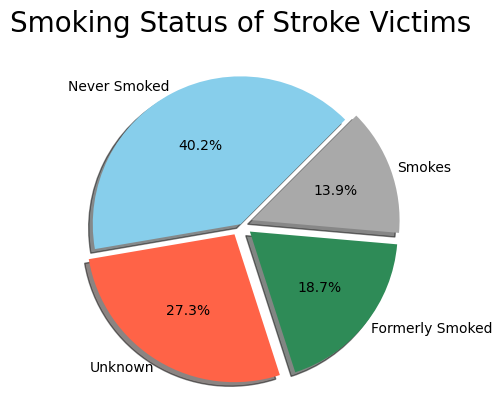 Smoking Status of Stroke Victims
Never Smoked
40.2%
Smokes
13.9%
18.7%
27.3%
Formerly Smoked
Unknown